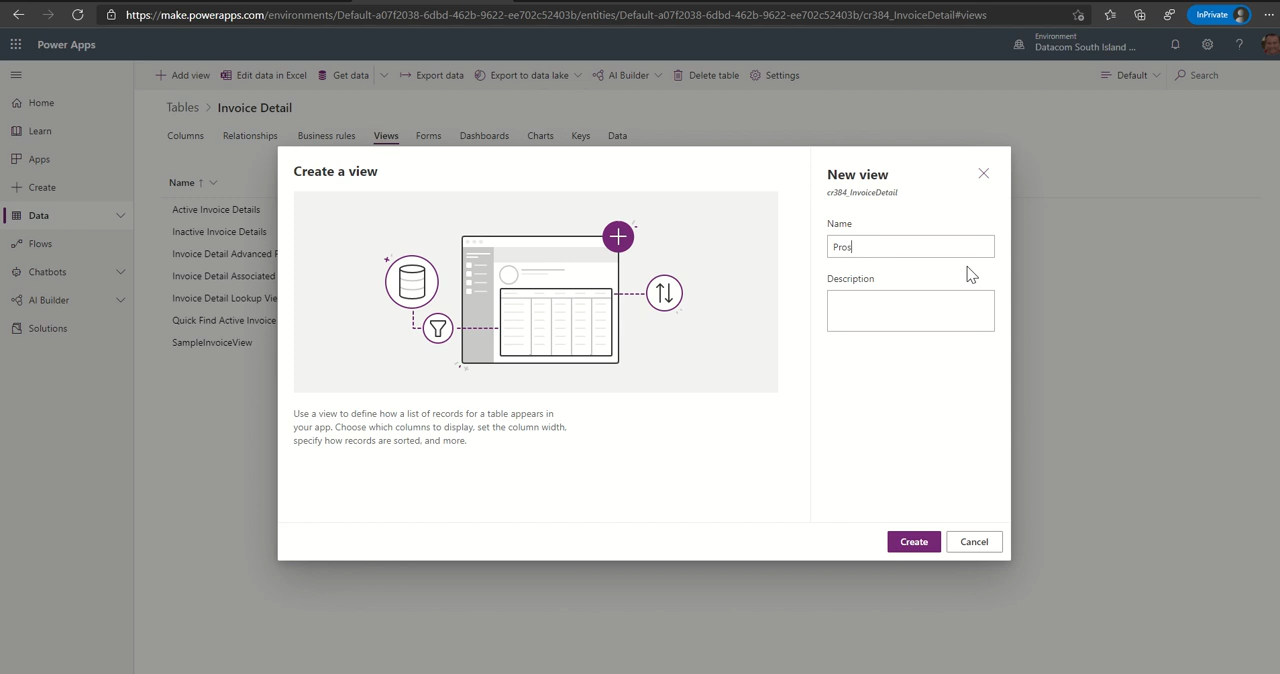 https://make.powerapps.com/environments/Default-a07f2038-6dbd-462b-9622-ee702c52403b/entities/Default-a07f2038-6dbd-462b-9622-ee702c52403b/cr384_InvoiceDetail#views
InPrivate
Power Apps
Environment
Datacom South Island ...
Add view
Edit data in Excel
Get data
Export data
Export to data lake
AI Builder
Delete table
Settings
Default
Search
Home
Learn
Apps
Create
Data
Flows
Chatbots
AI Builder
Solutions
Tables > Invoice Detail
Columns
Relationships
Business rules
Views
Forms
Dashboards
Charts
Keys
Data
Name
Active Invoice Details
Inactive Invoice Details
Invoice Detail Advanced F
Invoice Detail Associated
Invoice Detail Lookup Vie
Quick Find Active Invoice
SampleInvoiceView
Create a view
Use a view to define how a list of records for a table appears in
your app. Choose which columns to display, set the column width,
specify how records are sorted, and more.
New view
cr384_InvoiceDetail
Name
Pros
Description
Create
Cancel